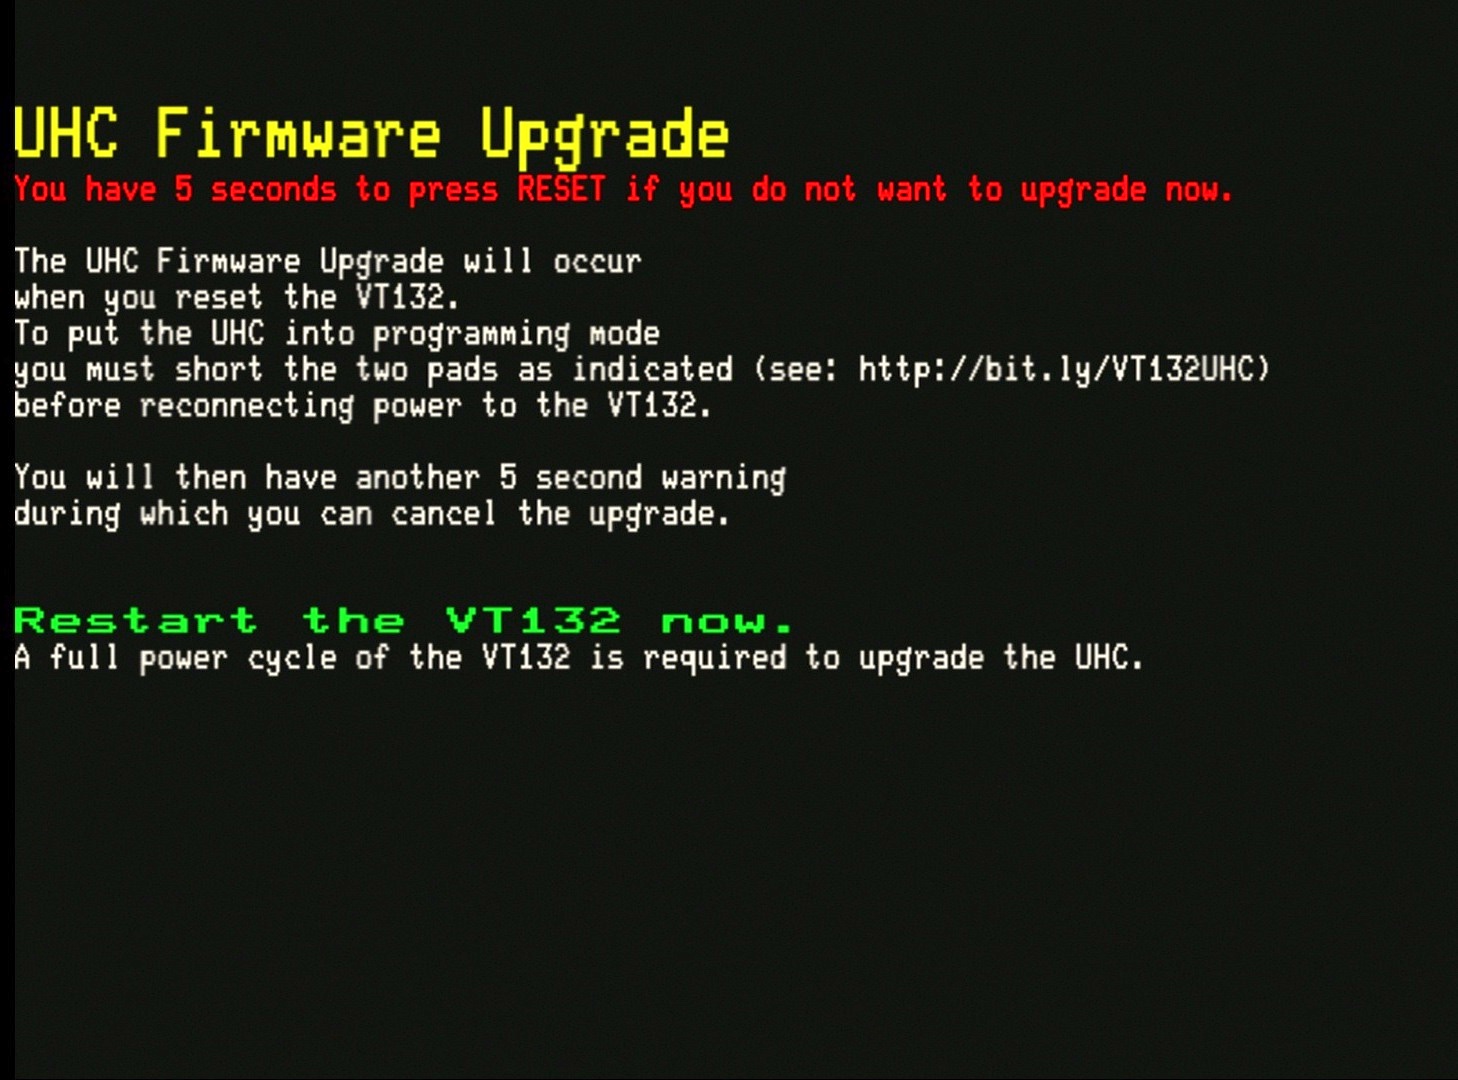 UHC Firmware Upgrade
You have 5 seconds to press RESET if you do not want to upgrade now.
The UHC Firmware Upgrade will occur
when you reset the VT132.
To put the UHC into programming mode
you must short the two pads as indicated (see: http://bit.ly/VT132UHC)
before reconnecting power to the VT132.
You will then have another 5 second warning
during which you can cancel the upgrade.
Restart the VT132 now.
A full power cycle of the VT132 is required to upgrade the UHC.